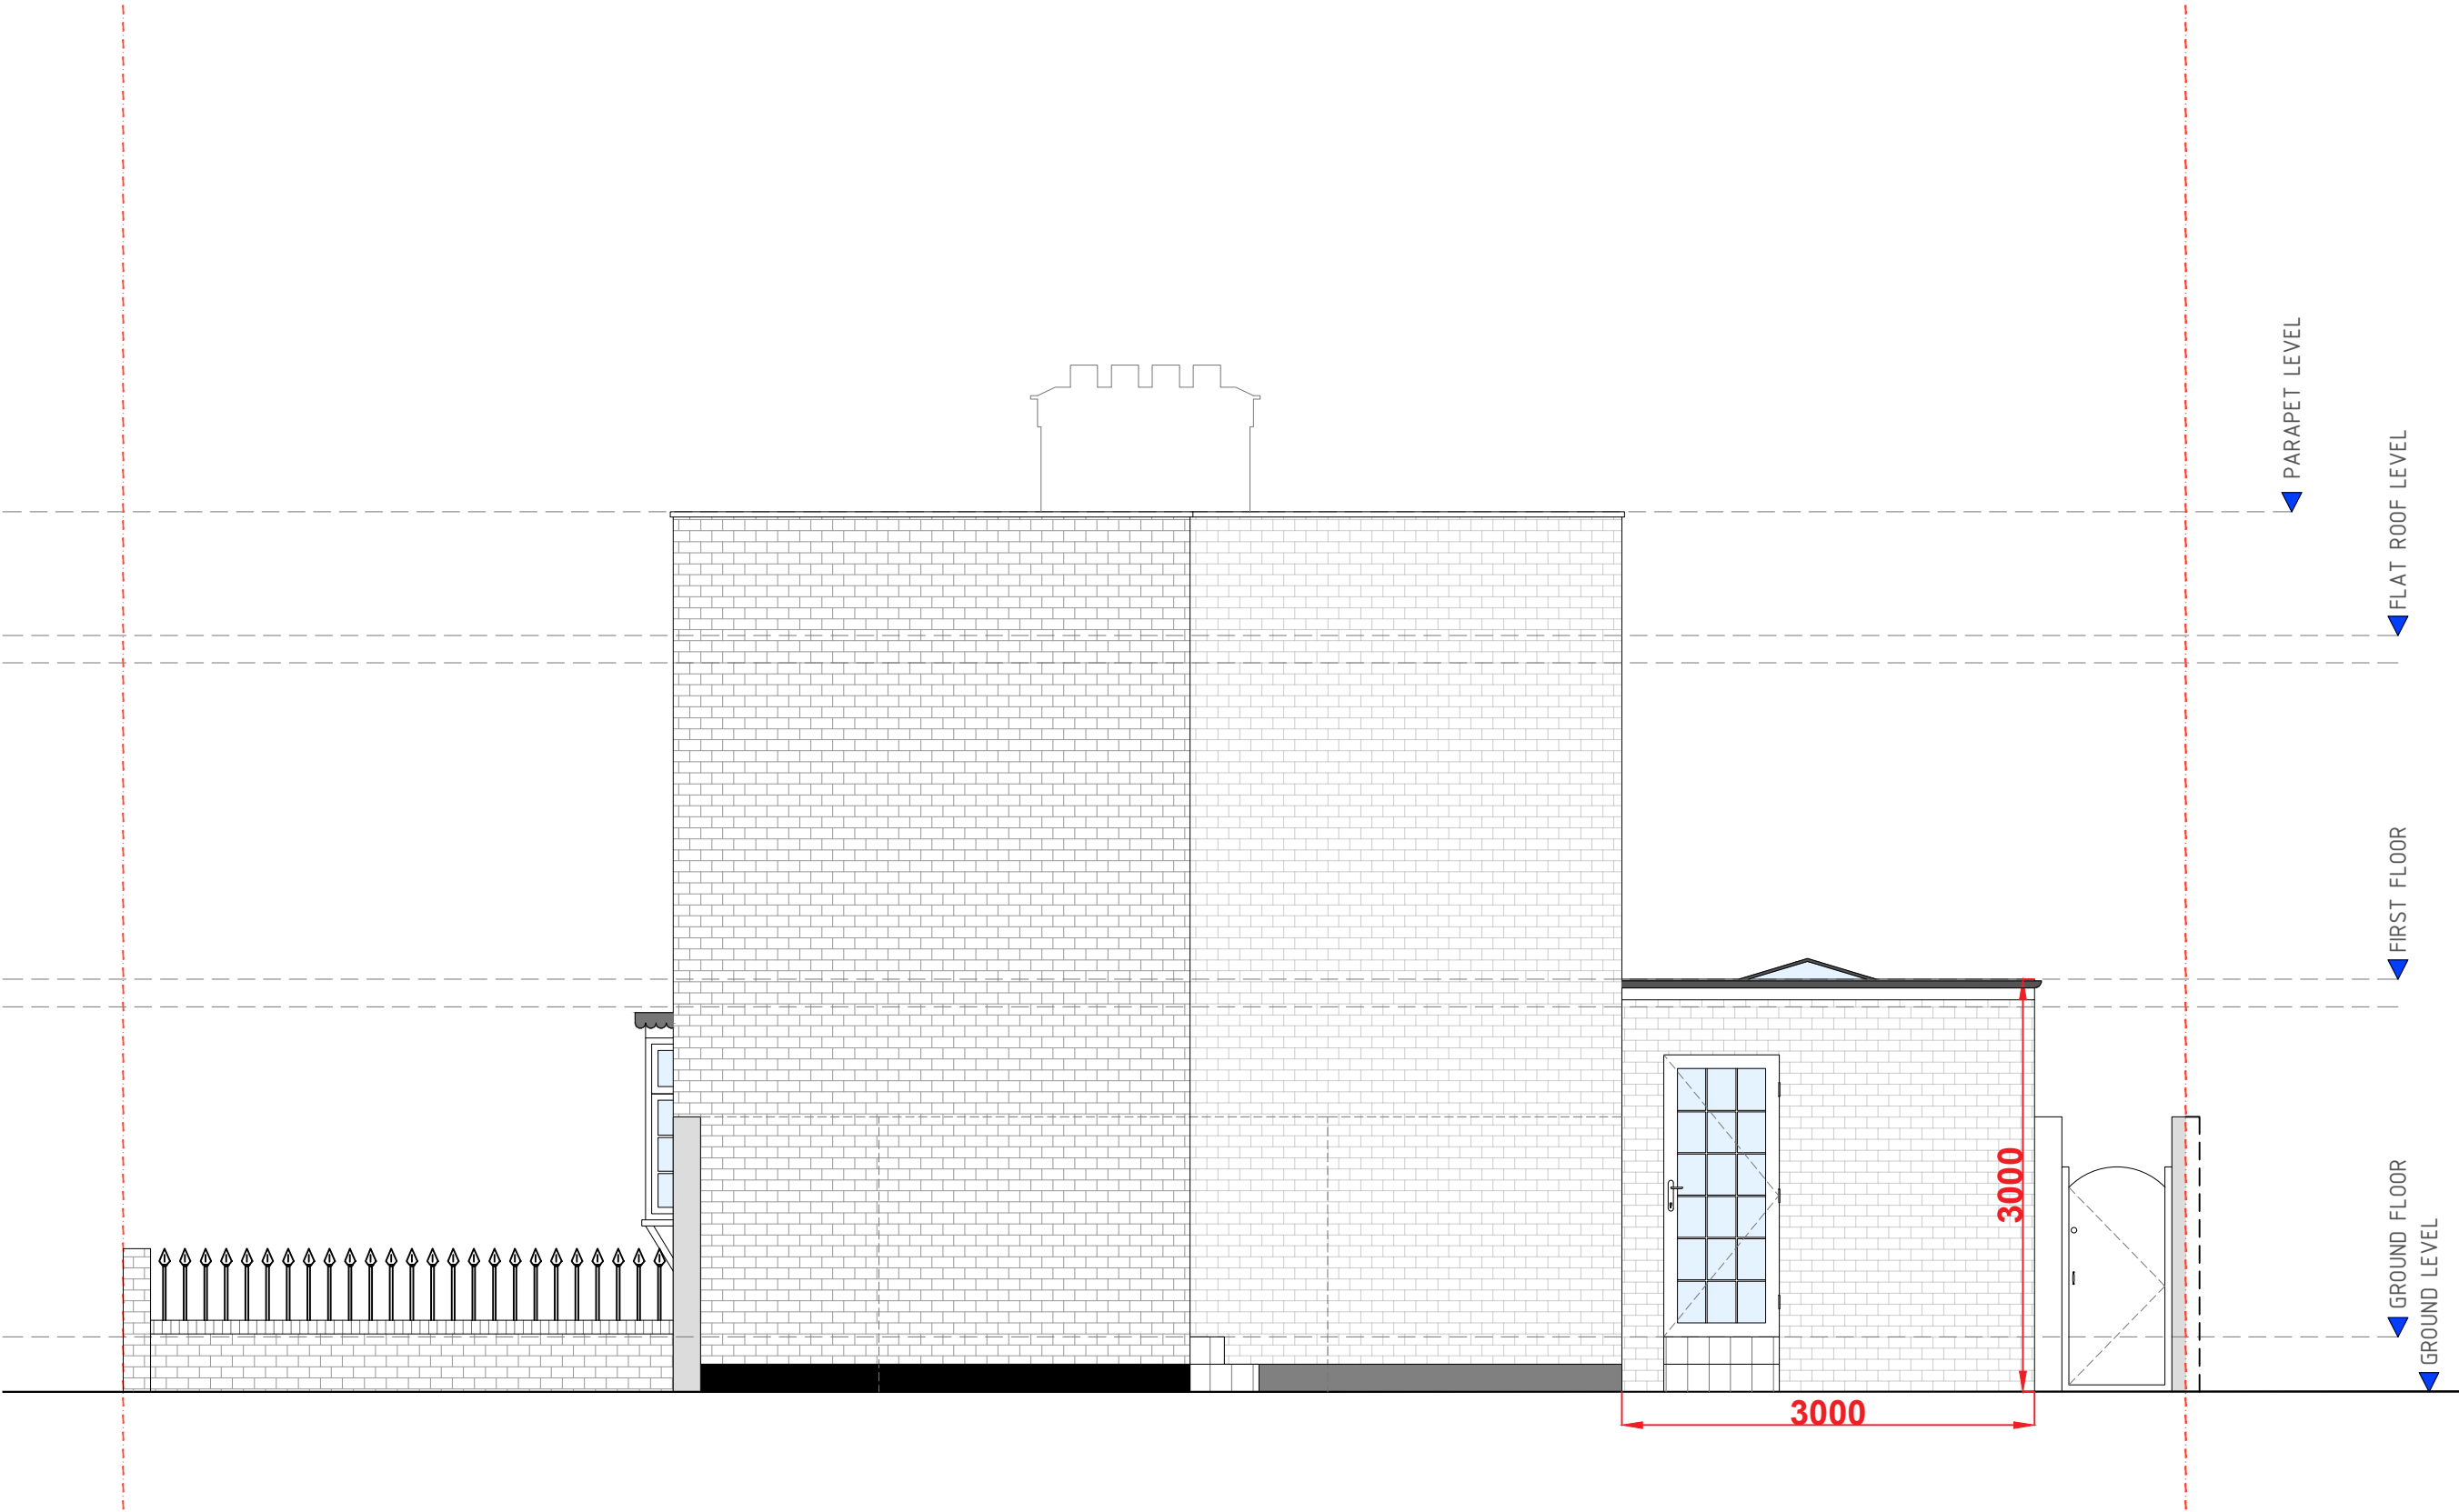 PARAPET LEVEL
FLAT ROOF LEVEL
FIRST FLOOR
GROUND FLOOR
GROUND LEVEL
3000
3000